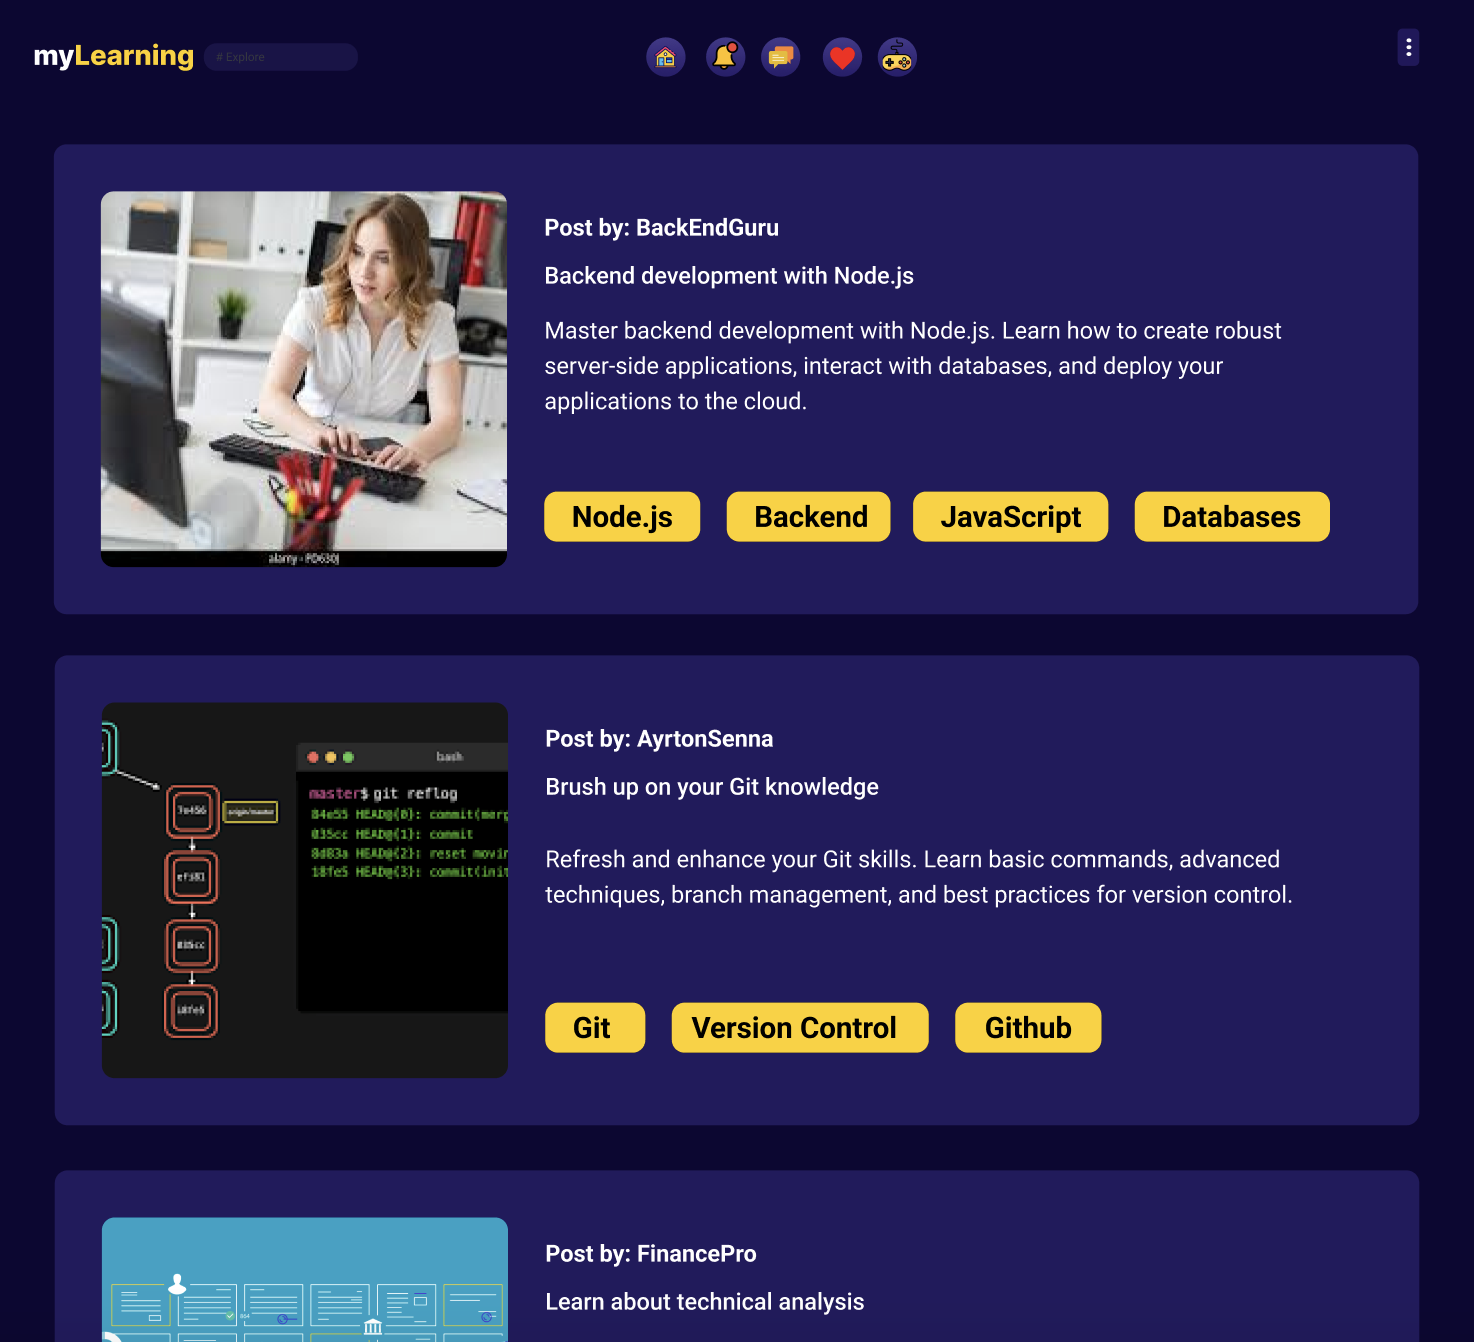 myLearning
# Explore
Post by: BackEndGuru
Backend development with Node.js
Master backend development with Node.js. Learn how to create robust
server-side applications, interact with databases, and deploy your
applications to the cloud.
Node.js Backend JavaScript Databases
alamy - PD630J
Post by: AyrtonSenna
Brush up on your Git knowledge
Refresh and enhance your Git skills. Learn basic commands, advanced
techniques, branch management, and best practices for version control.
Git Version Control Github
bash
master$ git reflog
84e55 HEAD@{0}: commit(merg
035cc HEAD@{1}: commit
8d83a HEAD@{2}: reset movin
18fe5 HEAD@{3}: commit(init
7e456
origin/master
ef381
035cc
18fe5
Post by: FinancePro
Learn about technical analysis